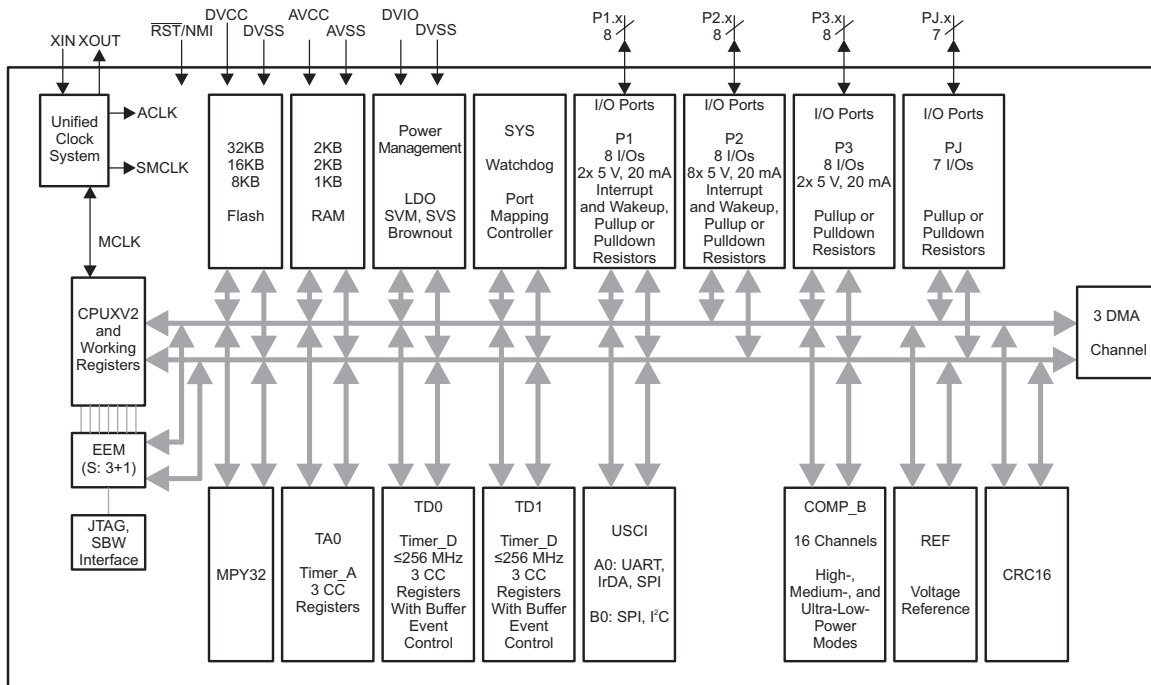 XIN XOUT
RST/NMI
DVCC
DVSS
AVCC
AVSS
DVIO
DVSS
P1.x
8
P2.x
8
P3.x
8
PJ.x
7
Unified
Clock
System
ACLK
SMCLK
MCLK
32KB
16KB
8KB
Flash
2KB
2KB
1KB
RAM
Power
Management
LDO
SVM, SVS
Brownout
SYS
Watchdog
Port
Mapping
Controller
I/O Ports
P1
8 I/Os
2x 5 V, 20 mA
Interrupt
and Wakeup,
Pullup or
Pulldown
Resistors
I/O Ports
P2
8 I/Os
8x 5 V, 20 mA
Interrupt
and Wakeup,
Pullup or
Pulldown
Resistors
I/O Ports
P3
8 I/Os
2x 5 V, 20 mA
Pullup or
Pulldown
Resistors
I/O Ports
PJ
7 I/Os
Pullup or
Pulldown
Resistors
CPUXV2
and
Working
Registers
3 DMA
Channel
EEM
(S: 3+1)
JTAG,
SBW
Interface
MPY32
TA0
Timer_A
3 CC
Registers
TD0
Timer_D
≤256 MHz
3 CC
Registers
With Buffer
Event
Control
TD1
Timer_D
≤256 MHz
3 CC
Registers
With Buffer
Event
Control
USCI
A0: UART,
IrDA, SPI
B0: SPI, I²C
COMP_B
16 Channels
High-,
Medium-, and
Ultra-Low-
Power
Modes
REF
Voltage
Reference
CRC16